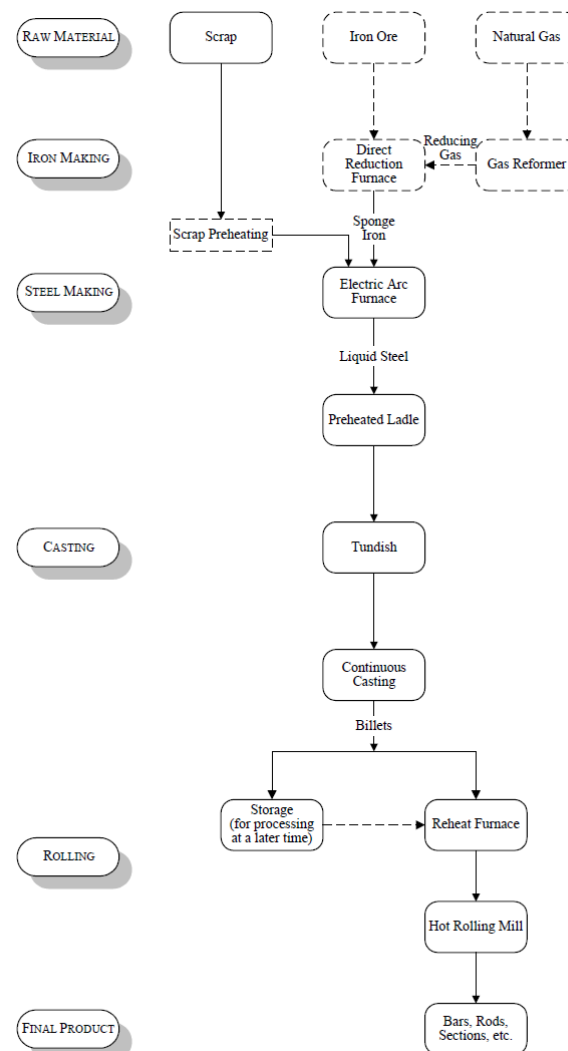 RAW MATERIAL
Scrap
Iron Ore
Natural Gas
IRON MAKING
Direct
Reduction
Furnace
Reducing
Gas
Gas Reformer
Scrap Preheating
Sponge
Iron
STEEL MAKING
Electric Arc
Furnace
Liquid Steel
Preheated Ladle
CASTING
Tundish
Continuous
Casting
Billets
Storage
(for processing
at a later time)
Reheat Furnace
ROLLING
Hot Rolling Mill
FINAL PRODUCT
Bars, Rods,
Sections, etc.